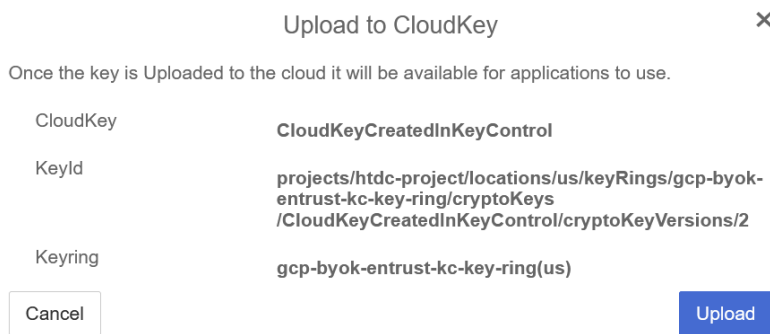 Upload to CloudKey
Once the key is Uploaded to the cloud it will be available for applications to use.
CloudKey
CloudKeyCreatedInKeyControl
KeyId
projects/htdc-project/locations/us/keyRings/gcp-byok-
entrust-kc-key-ring/cryptoKeys
/CloudKeyCreatedInKeyControl/cryptoKeyVersions/2
Keyring
gcp-byok-entrust-kc-key-ring(us)
Cancel
Upload